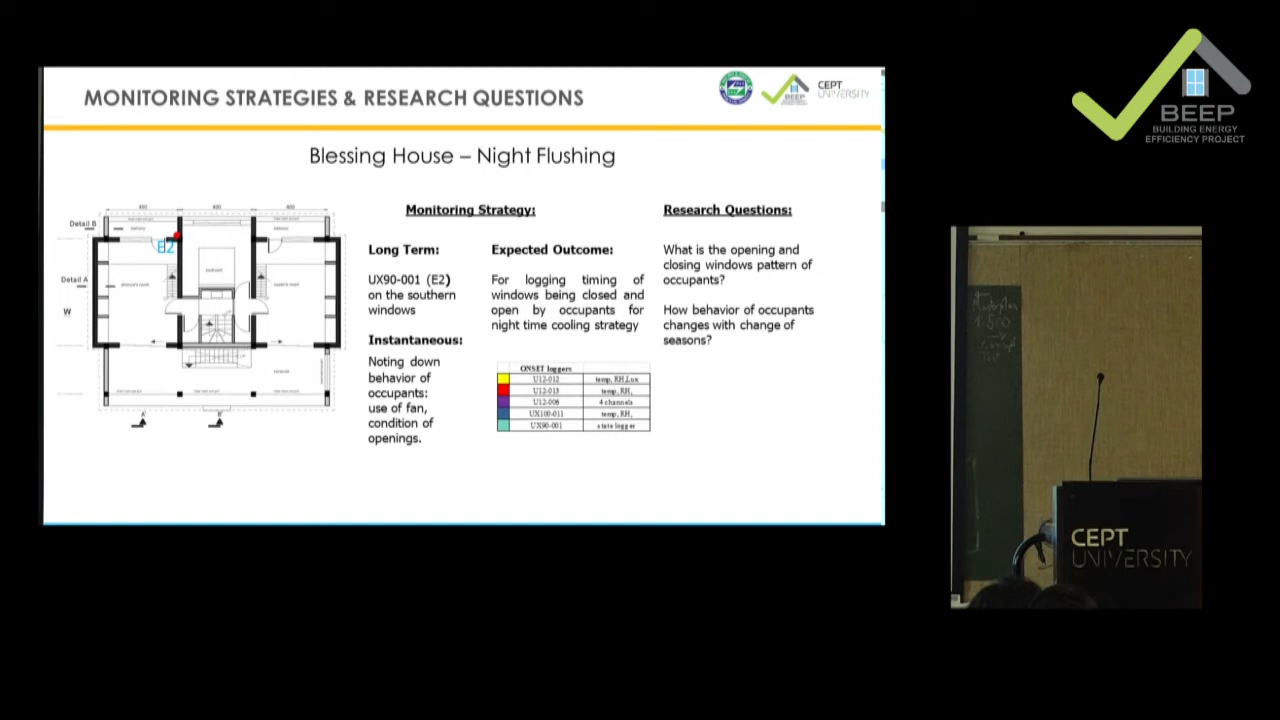 MONITORING STRATEGIES & RESEARCH QUESTIONS
BEEP
CEPT
UNIVERSITY
BEEP
BUILDING ENERGY
EFFICIENCY PROJECT
Blessing House – Night Flushing
Detail B
E2
Detail A
W
Monitoring Strategy:
Long Term:
UX90-001 (E2)
on the southern
windows
Instantaneous:
Noting down
behavior of
occupants:
use of fan,
condition of
openings.
Expected Outcome:
For logging timing of
windows being closed and
open by occupants for
night time cooling strategy
ONSET loggers
U12-012 temp, RH,Lux
U12-013 temp, RH,
U12-006 4 channels
UX100-011 temp, RH,
UX90-001 state logger
Research Questions:
What is the opening and
closing windows pattern of
occupants?
How behavior of occupants
changes with change of
seasons?
CEPT
UNIVERSITY